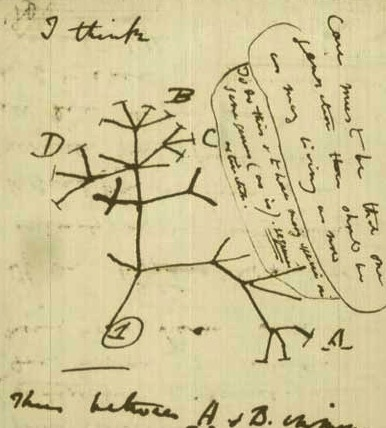 I think
Case must be that one
generation then should be
as many living as now
To do this & to have many species in
same genus (as is). requires
extinction.
B
D
C
1
A
Thus between A & B. immense